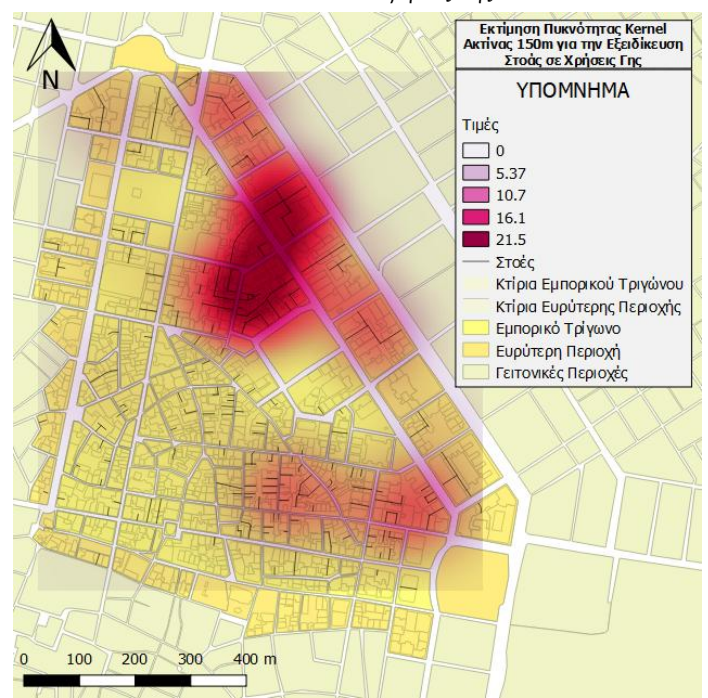 Εκτίμηση Πυκνότητας Kernel
Ακτίνας 150m για την Εξειδίκευση
Στοάς σε Χρήσεις Γης
ΥΠΟΜΝΗΜΑ
Τιμές
0
5.37
10.7
16.1
21.5
Στοές
Κτίρια Εμπορικού Τριγώνου
Κτίρια Ευρύτερης Περιοχής
Εμπορικό Τρίγωνο
Ευρύτερη Περιοχή
Γειτονικές Περιοχές
N
0 100 200 300 400 m